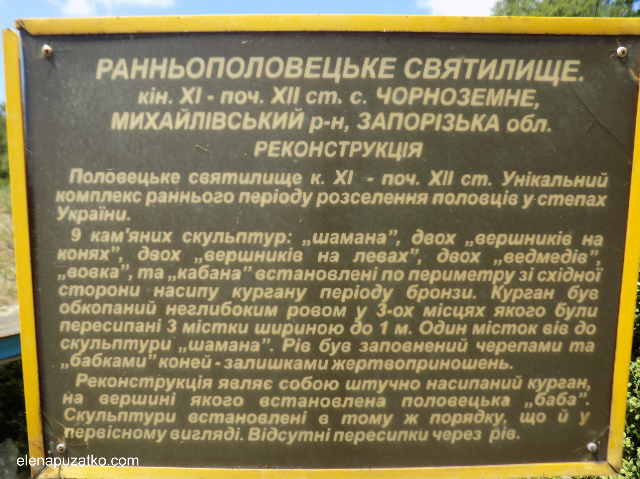 РАННЬОПОЛОВЕЦЬКЕ СВЯТИЛИЩЕ.
кін. XI - поч. XII ст. с. ЧОРНОЗЕМНЕ,
МИХАЙЛІВСЬКИЙ р-н, ЗАПОРІЗЬКА обл.
РЕКОНСТРУКЦІЯ
Половецьке святилище к. XI - поч. XII ст. Унікальний
комплекс раннього періоду розселення половців у степах
України.
9 кам'яних скульптур: „шамана”, двох „вершників на
конях”, двох „вершників на левах”, двох „ведмедів”,
„вовка”, та „кабана” встановлені по периметру зі східної
сторони насипу кургану періоду бронзи. Курган був
обкопаний неглибоким ровом у 3-ох місцях якого були
пересипані 3 містки шириною до 1 м. Один місток вів до
скульптури „шамана”. Рів був заповнений черепами та
„бабками” коней - залишками жертвоприношень.
Реконструкція являє собою штучно насипаний курган,
на вершині якого встановлена половецька „баба”.
Скульптури встановлені в тому ж порядку, що й у
первісному вигляді. Відсутні пересипки через рів.
elenapuzatko.com